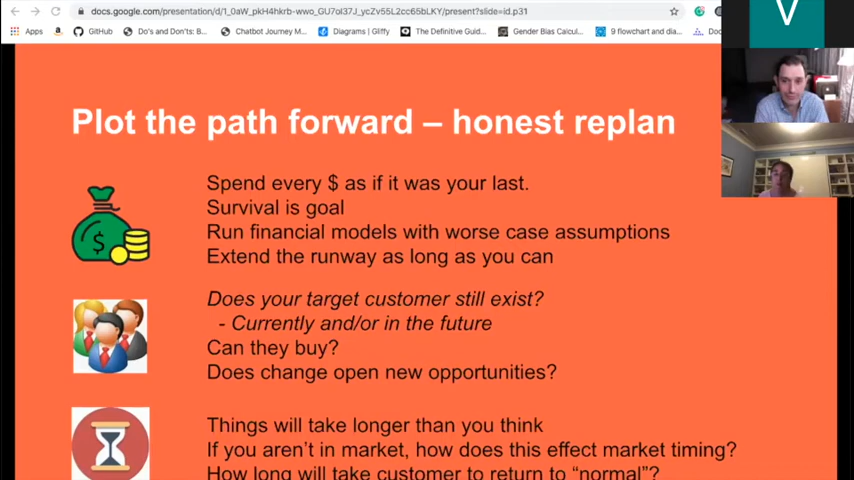 docs.google.com/presentation/d/1_0aW_pkH4hkrb-wwo_GU7ol37J_ycZv55L2cc65bLKY/present?slide=id.p31
Apps
GitHub
Do's and Don'ts: B...
Chatbot Journey M...
Diagrams | Gliffy
The Definitive Guid...
Gender Bias Calcul...
9 flowchart and dia...
V
Plot the path forward – honest replan
Spend every $ as if it was your last.
Survival is goal
Run financial models with worse case assumptions
Extend the runway as long as you can
Does your target customer still exist?
- Currently and/or in the future
Can they buy?
Does change open new opportunities?
Things will take longer than you think
If you aren't in market, how does this effect market timing?
How long will take customer to return to “normal”?